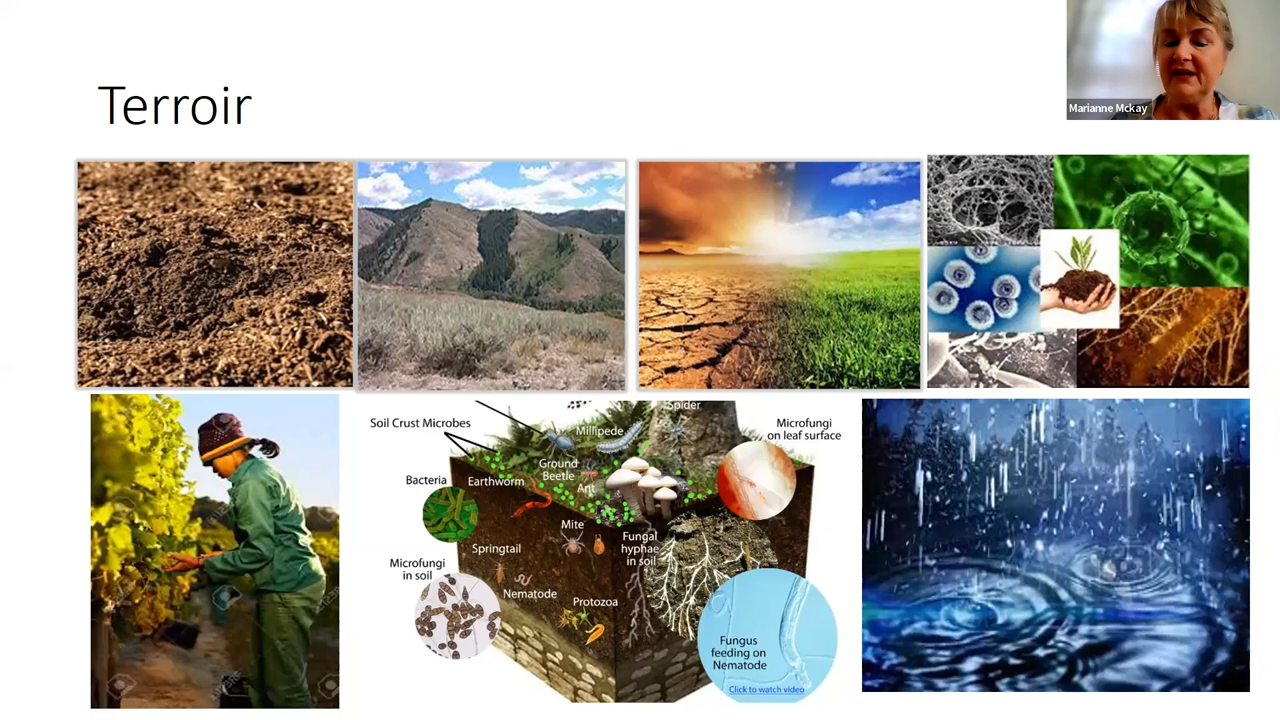 Marianne Mckay
Terroir
Spider
Soil Crust Microbes
Millipede
Microfungi
on leaf surface
Ground
Beetle
Bacteria
Earthworm
Ant
Mite
Fungal
hyphae
in soil
Springtail
Microfungi
in soil
Nematode
Protozoa
Fungus
feeding on
Nematode
Click to watch video